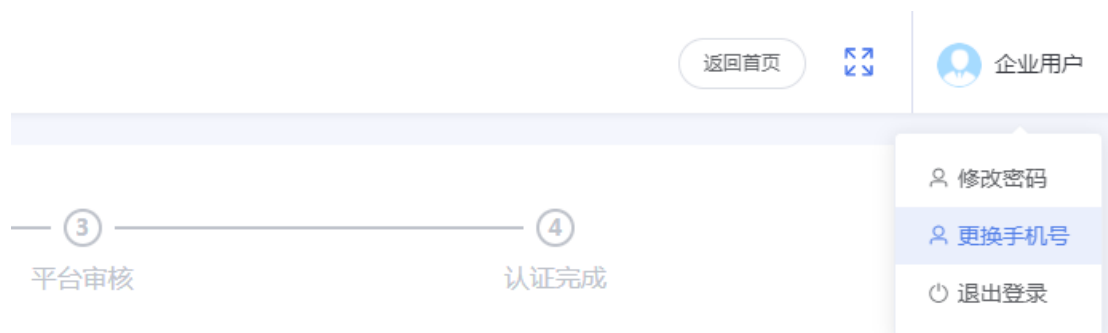 返回首页
企业用户
修改密码
更换手机号
退出登录
3
4
平台审核
认证完成